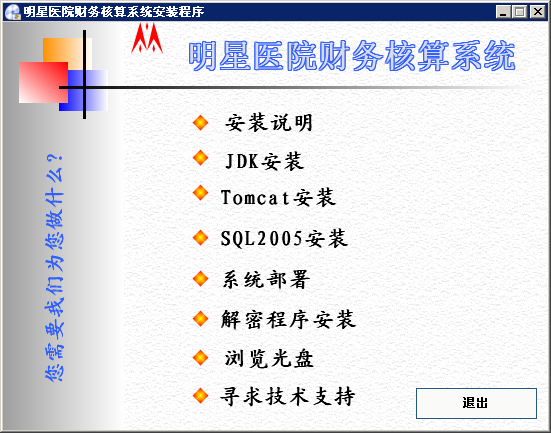 明星医院财务核算系统安装程序
明星医院财务核算系统
您需要我们为您做什么?
安装说明
JDK安装
Tomcat安装
SQL2005安装
系统部署
解密程序安装
浏览光盘
寻求技术支持
退出